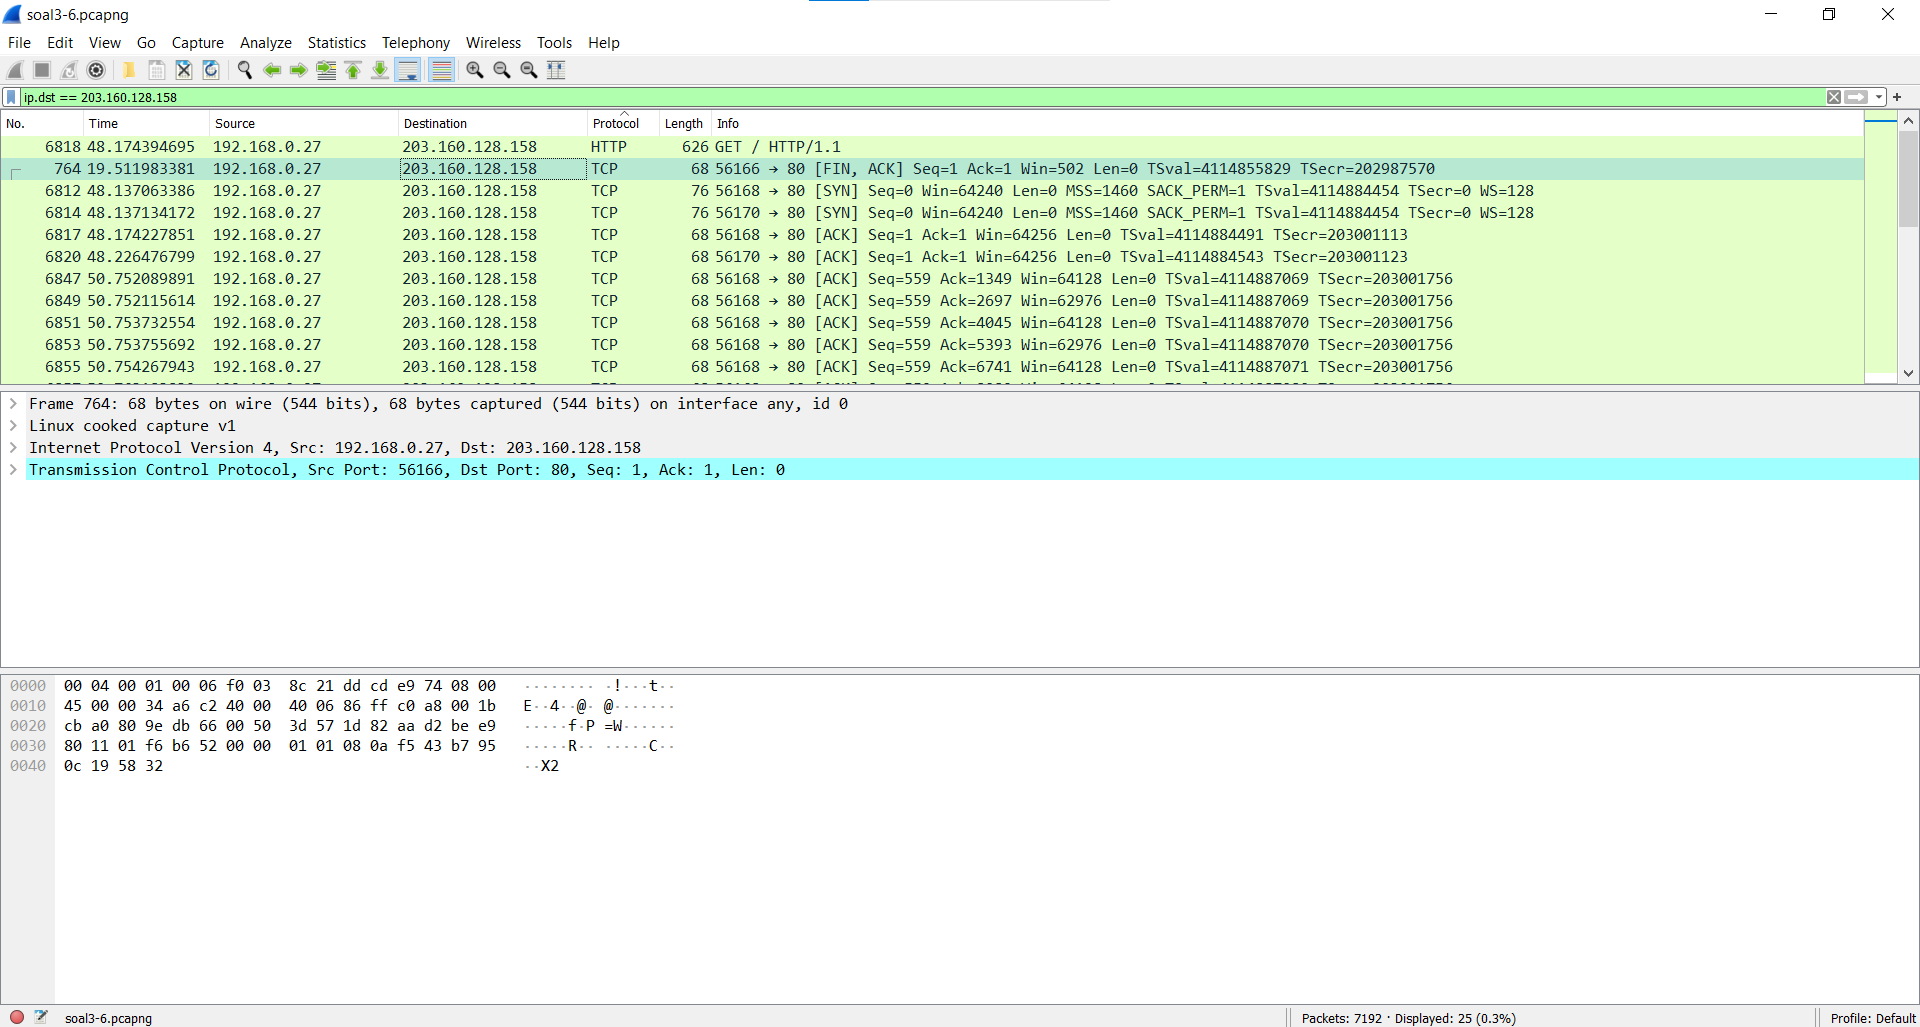 soal3-6.pcapng
File Edit View Go Capture Analyze Statistics Telephony Wireless Tools Help
ip.dst == 203.160.128.158
No. Time Source Destination Protocol Length Info
6818 48.174394695 192.168.0.27 203.160.128.158 HTTP 626 GET / HTTP/1.1
764 19.511983381 192.168.0.27 203.160.128.158 TCP 68 56166 → 80 [FIN, ACK] Seq=1 Ack=1 Win=502 Len=0 TSval=4114855829 TSecr=202987570
6812 48.137063386 192.168.0.27 203.160.128.158 TCP 76 56168 → 80 [SYN] Seq=0 Win=64240 Len=0 MSS=1460 SACK_PERM=1 TSval=4114884454 TSecr=0 WS=128
6814 48.137134172 192.168.0.27 203.160.128.158 TCP 76 56170 → 80 [SYN] Seq=0 Win=64240 Len=0 MSS=1460 SACK_PERM=1 TSval=4114884454 TSecr=0 WS=128
6817 48.174227851 192.168.0.27 203.160.128.158 TCP 68 56168 → 80 [ACK] Seq=1 Ack=1 Win=64256 Len=0 TSval=4114884491 TSecr=203001113
6820 48.226476799 192.168.0.27 203.160.128.158 TCP 68 56170 → 80 [ACK] Seq=1 Ack=1 Win=64256 Len=0 TSval=4114884543 TSecr=203001123
6847 50.752089891 192.168.0.27 203.160.128.158 TCP 68 56168 → 80 [ACK] Seq=559 Ack=1349 Win=64128 Len=0 TSval=4114887069 TSecr=203001756
6849 50.752115614 192.168.0.27 203.160.128.158 TCP 68 56168 → 80 [ACK] Seq=559 Ack=2697 Win=62976 Len=0 TSval=4114887069 TSecr=203001756
6851 50.753732554 192.168.0.27 203.160.128.158 TCP 68 56168 → 80 [ACK] Seq=559 Ack=4045 Win=64128 Len=0 TSval=4114887070 TSecr=203001756
6853 50.753755692 192.168.0.27 203.160.128.158 TCP 68 56168 → 80 [ACK] Seq=559 Ack=5393 Win=62976 Len=0 TSval=4114887070 TSecr=203001756
6855 50.754267943 192.168.0.27 203.160.128.158 TCP 68 56168 → 80 [ACK] Seq=559 Ack=6741 Win=64128 Len=0 TSval=4114887071 TSecr=203001756
Frame 764: 68 bytes on wire (544 bits), 68 bytes captured (544 bits) on interface any, id 0
Linux cooked capture v1
Internet Protocol Version 4, Src: 192.168.0.27, Dst: 203.160.128.158
Transmission Control Protocol, Src Port: 56166, Dst Port: 80, Seq: 1, Ack: 1, Len: 0
0000 00 04 00 01 00 06 f0 03 8c 21 dd cd e9 74 08 00 ········ ·!···t··
0010 45 00 00 34 a6 c2 40 00 40 06 86 ff c0 a8 00 1b E··4··@· @·······
0020 cb a0 80 9e db 66 00 50 3d 57 1d 82 aa d2 be e9 ·····f·P =W······
0030 80 11 01 f6 b6 52 00 00 01 01 08 0a f5 43 b7 95 ·····R·· ·····C··
0040 0c 19 58 32 ··X2
soal3-6.pcapng Packets: 7192 · Displayed: 25 (0.3%) Profile: Default